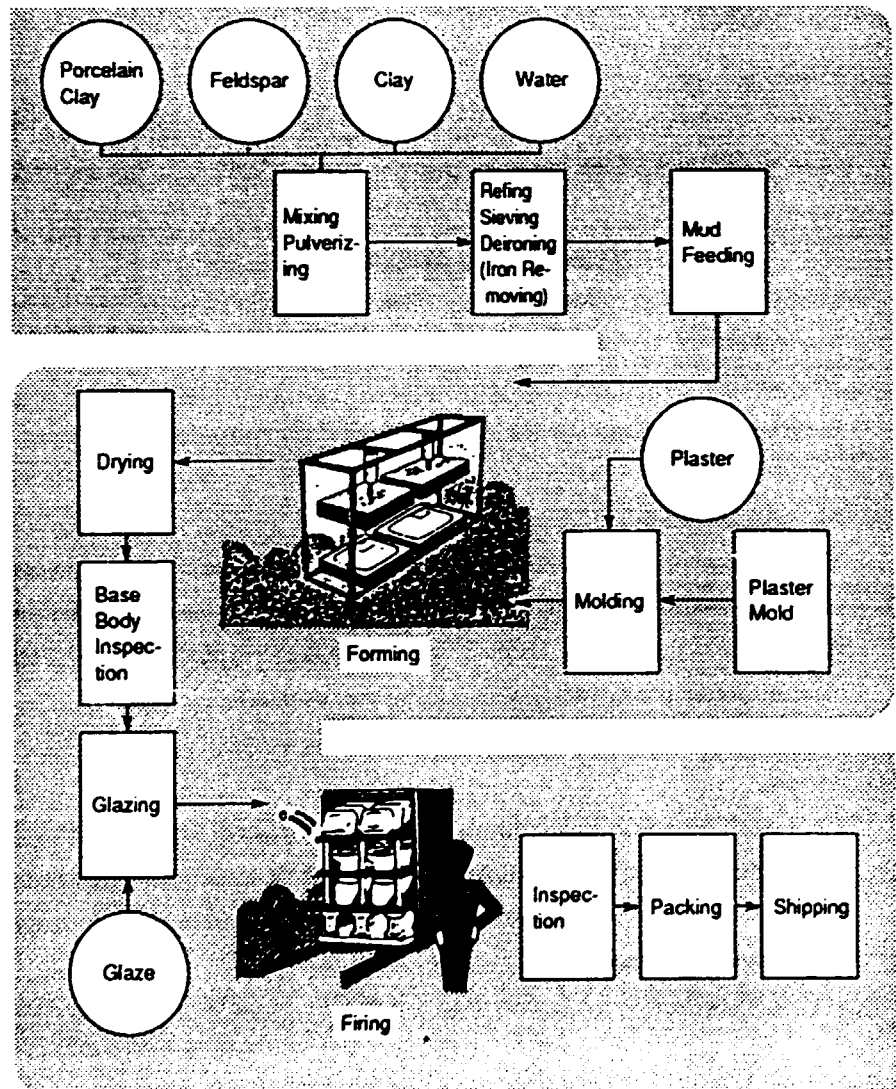 Porcelain
Clay
Feldspar
Clay
Water
Mixing
Pulveriz-
ing
Refing
Sieving
Deironing
(Iron Re-
moving)
Mud
Feeding
Drying
Plaster
Base
Body
Inspec-
tion
Molding
Plaster
Mold
Forming
Glazing
Inspec-
tion
Packing
Shipping
Glaze
Firing